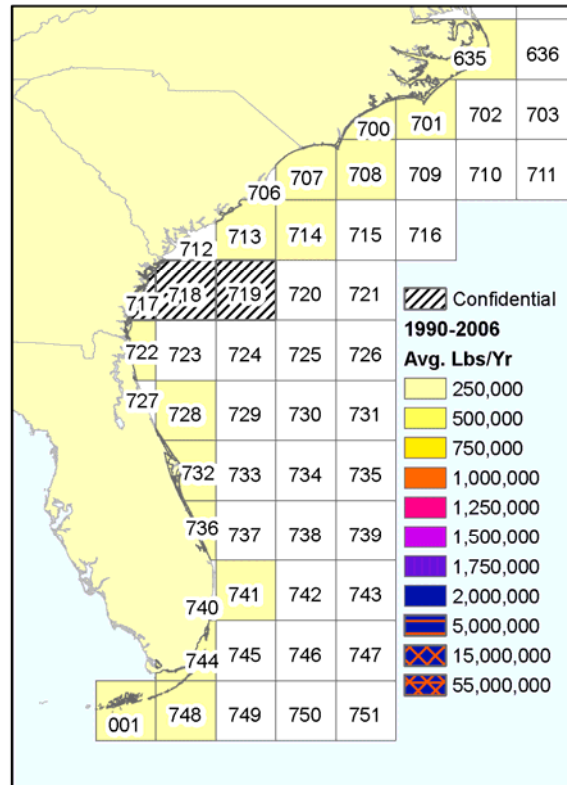 635 636
700 701 702 703
706 707 708 709 710 711
712 713 714 715 716
717 718 719 720 721
722 723 724 725 726
727 728 729 730 731
732 733 734 735
736 737 738 739
740 741 742 743
744 745 746 747
001 748 749 750 751
Confidential
1990-2006
Avg. Lbs/Yr
250,000
500,000
750,000
1,000,000
1,250,000
1,500,000
1,750,000
2,000,000
5,000,000
15,000,000
55,000,000